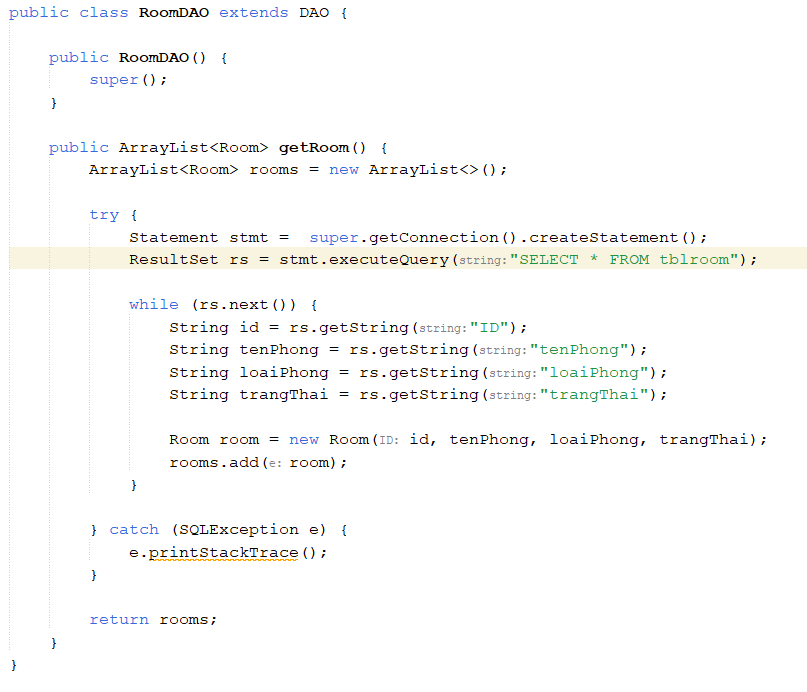 public class RoomDAO extends DAO {
public RoomDAO() {
super();
}
public ArrayList<Room> getRoom() {
ArrayList<Room> rooms = new ArrayList<>();
try {
Statement stmt =  super.getConnection().createStatement();
ResultSet rs = stmt.executeQuery(string:"SELECT * FROM tblroom");
while (rs.next()) {
String id = rs.getString(string:"ID");
String tenPhong = rs.getString(string:"tenPhong");
String loaiPhong = rs.getString(string:"loaiPhong");
String trangThai = rs.getString(string:"trangThai");
Room room = new Room(ID: id, tenPhong, loaiPhong, trangThai);
rooms.add(e: room);
}
} catch (SQLException e) {
e.printStackTrace();
}
return rooms;
}
}